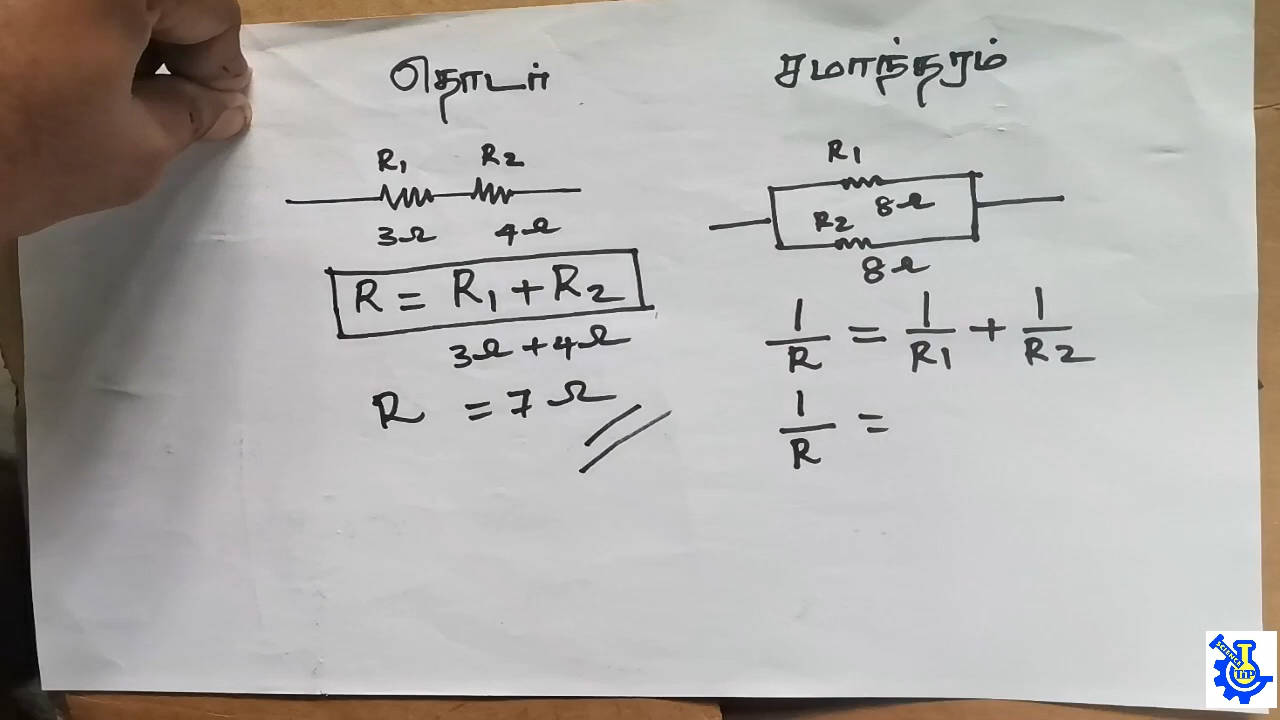 தொடர்
R1 R2
3Ω 4Ω
R = R1 + R2
3Ω + 4Ω
R = 7Ω
சமாந்தரம்
R1
8Ω
R2
8Ω
1/R = 1/R1 + 1/R2
1/R =